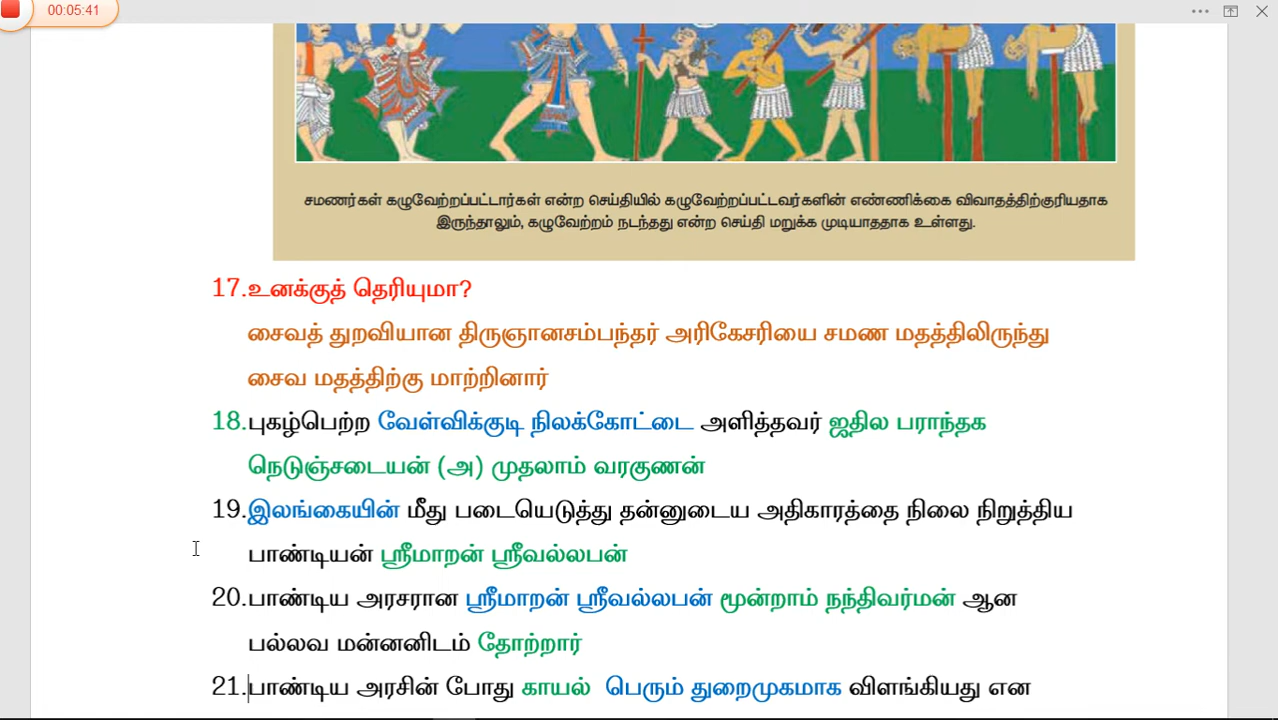 00:05:41
சமணர்கள் கழுவேற்றப்பட்டார்கள் என்ற செய்தியில் கழுவேற்றப்பட்டவர்களின் எண்ணிக்கை விவாதத்திற்குரியதாக
இருந்தாலும், கழுவேற்றம் நடந்தது என்ற செய்தி மறுக்க முடியாததாக உள்ளது.
17.உனக்குத் தெரியுமா?
சைவத் துறவியான திருஞானசம்பந்தர் அரிகேசரியை சமண மதத்திலிருந்து
சைவ மதத்திற்கு மாற்றினார்
18.புகழ்பெற்ற வேள்விக்குடி நிலக்கோட்டை அளித்தவர் ஜதில பராந்தக
நெடுஞ்சடையன் (அ) முதலாம் வரகுணன்
19.இலங்கையின் மீது படையெடுத்து தன்னுடைய அதிகாரத்தை நிலை நிறுத்திய
பாண்டியன் ஸ்ரீமாறன் ஸ்ரீவல்லபன்
20.பாண்டிய அரசரான ஸ்ரீமாறன் ஸ்ரீவல்லபன் மூன்றாம் நந்திவர்மன் ஆன
பல்லவ மன்னனிடம் தோற்றார்
21.பாண்டிய அரசின் போது காயல் பெரும் துறைமுகமாக விளங்கியது என